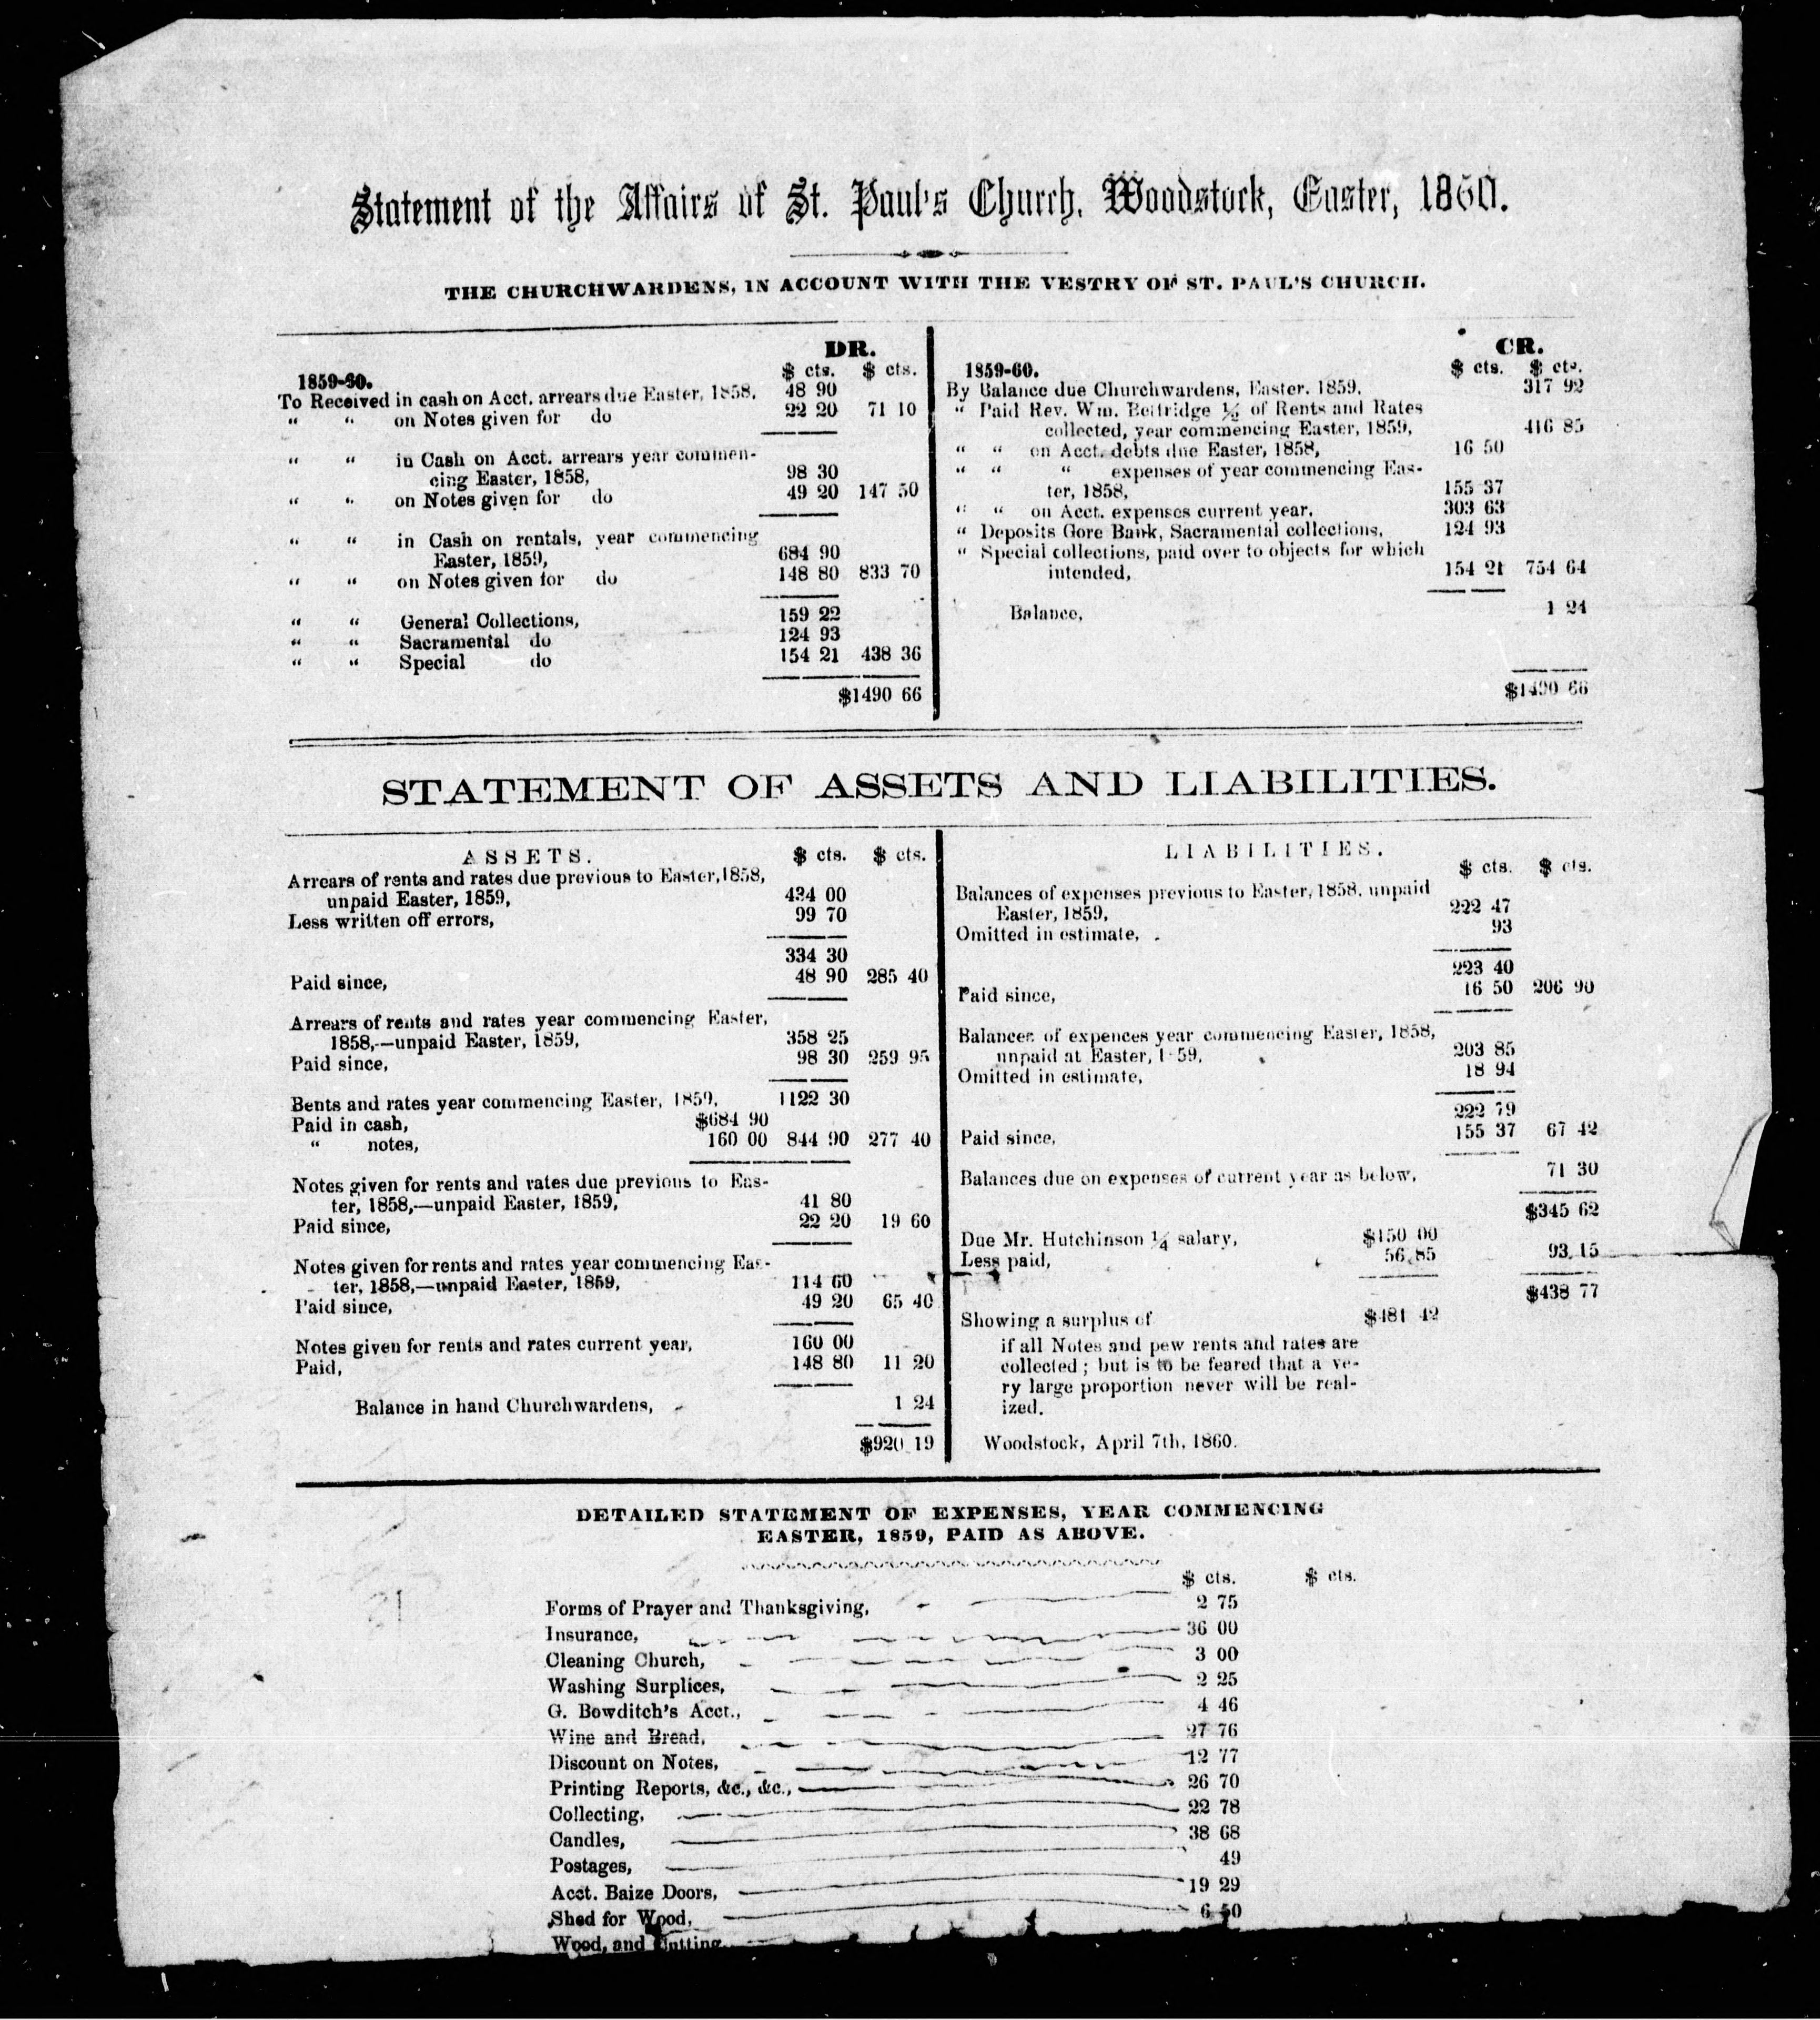 Statement of the Affairs of St. Paul's Church, Woodstock, Easter, 1860.
THE CHURCHWARDENS, IN ACCOUNT WITH THE VESTRY OF ST. PAUL'S CHURCH.
DR.
1859-60. $ cts. $ cts.
To Received in cash on Acct. arrears due Easter, 1858, 48 90
" " on Notes given for do 22 20 71 10
" " in Cash on Acct. arrears year commen-
cing Easter, 1858, 98 30
" " on Notes given for do 49 20 147 50
" " in Cash on rentals, year commencing
Easter, 1859, 684 90
" " on Notes given for do 148 80 833 70
" " General Collections, 159 22
" " Sacramental do 124 93
" " Special do 154 21 438 36
$1490 66
CR.
1859-60. $ cts. $ cts.
By Balance due Churchwardens, Easter, 1859, 317 92
" Paid Rev. Wm. Bettridge ½ of Rents and Rates
collected, year commencing Easter, 1859, 416 85
" " on Acct. debts due Easter, 1858, 16 50
" " " expenses of year commencing Eas-
ter, 1858, 155 37
" " on Acct. expenses current year, 303 63
" Deposits Gore Bank, Sacramental collections, 124 93
" Special collections, paid over to objects for which
intended, 154 21 754 64
Balance, 1 24
$1490 66
STATEMENT OF ASSETS AND LIABILITIES.
ASSETS. $ cts. $ cts.
Arrears of rents and rates due previous to Easter, 1858,
unpaid Easter, 1859, 434 00
Less written off errors, 99 70
334 30
Paid since, 48 90 285 40
Arrears of rents and rates year commencing Easter,
1858,—unpaid Easter, 1859, 358 25
Paid since, 98 30 259 95
Bents and rates year commencing Easter, 1859, 1122 30
Paid in cash, $684 90
" notes, 160 00 844 90 277 40
Notes given for rents and rates due previous to Eas-
ter, 1858,—unpaid Easter, 1859, 41 80
Paid since, 22 20 19 60
Notes given for rents and rates year commencing Eas-
ter, 1858,—unpaid Easter, 1859, 114 60
Paid since, 49 20 65 40
Notes given for rents and rates current year, 160 00
Paid, 148 80 11 20
Balance in hand Churchwardens, 1 24
$920 19
LIABILITIES.
$ cts. $ cts.
Balances of expenses previous to Easter, 1858, unpaid
Easter, 1859, 222 47
Omitted in estimate, 93
223 40
Paid since, 16 50 206 90
Balances of expences year commencing Easter, 1858,
unpaid at Easter, 1 59, 203 85
Omitted in estimate, 18 94
222 79
Paid since, 155 37 67 42
Balances due on expenses of current year as below, 71 30
$345 62
Due Mr. Hutchinson ¼ salary, $150 00
Less paid, 56 85 93 15
$438 77
Showing a surplus of $481 42
if all Notes and pew rents and rates are
collected; but is to be feared that a ve-
ry large proportion never will be real-
ized.
Woodstock, April 7th, 1860.
DETAILED STATEMENT OF EXPENSES, YEAR COMMENCING
EASTER, 1859, PAID AS ABOVE.
$ cts. $ cts.
Forms of Prayer and Thanksgiving, 2 75
Insurance, 36 00
Cleaning Church, 3 00
Washing Surplices, 2 25
G. Bowditch's Acct., 4 46
Wine and Bread, 27 76
Discount on Notes, 12 77
Printing Reports, &c., &c., 26 70
Collecting, 22 78
Candles, 38 68
Postages, 49
Acct. Baize Doors, 19 29
Shed for Wood, 6 50
Wood, and Cutting